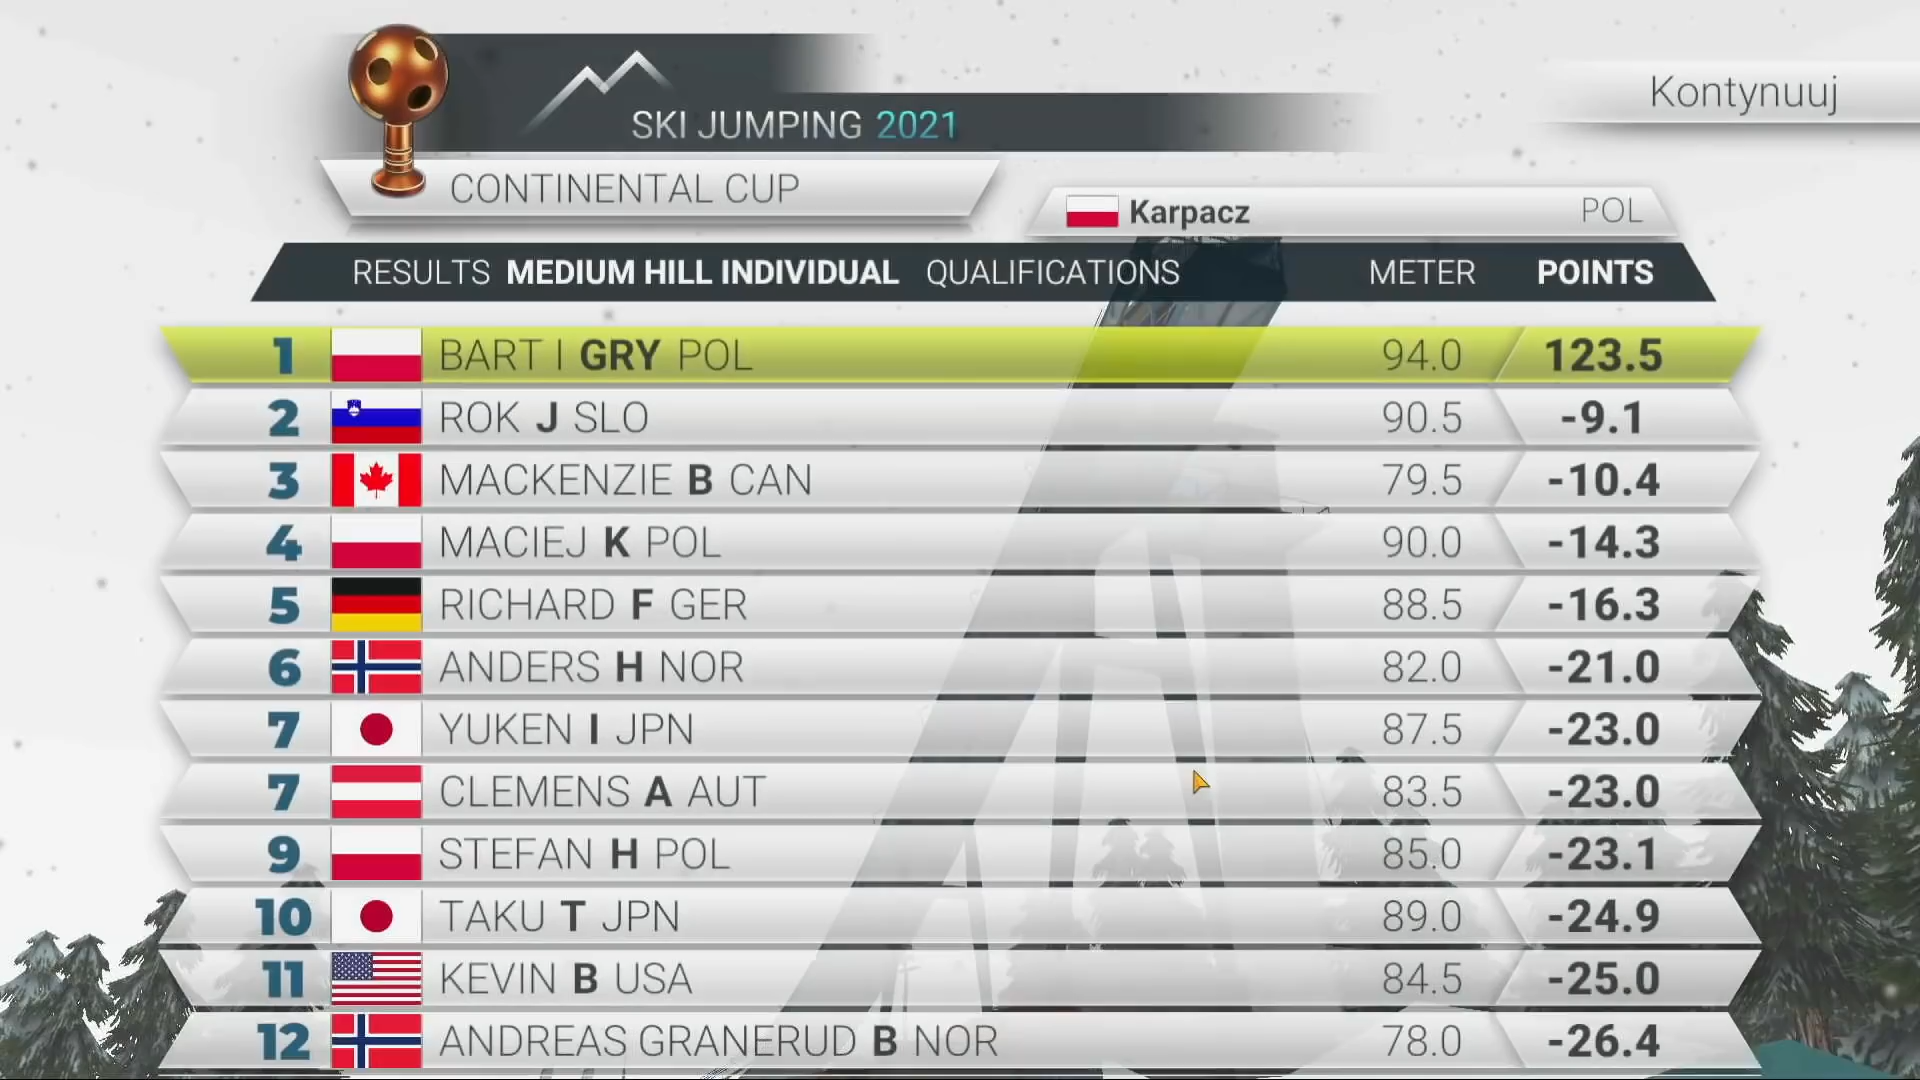 SKI JUMPING 2021
Kontynuuj
CONTINENTAL CUP
Karpacz POL
RESULTS MEDIUM HILL INDIVIDUAL QUALIFICATIONS METER POINTS
1 BART I GRY POL 94.0 123.5
2 ROK J SLO 90.5 -9.1
3 MACKENZIE B CAN 79.5 -10.4
4 MACIEJ K POL 90.0 -14.3
5 RICHARD F GER 88.5 -16.3
6 ANDERS H NOR 82.0 -21.0
7 YUKEN I JPN 87.5 -23.0
7 CLEMENS A AUT 83.5 -23.0
9 STEFAN H POL 85.0 -23.1
10 TAKU T JPN 89.0 -24.9
11 KEVIN B USA 84.5 -25.0
12 ANDREAS GRANERUD B NOR 78.0 -26.4